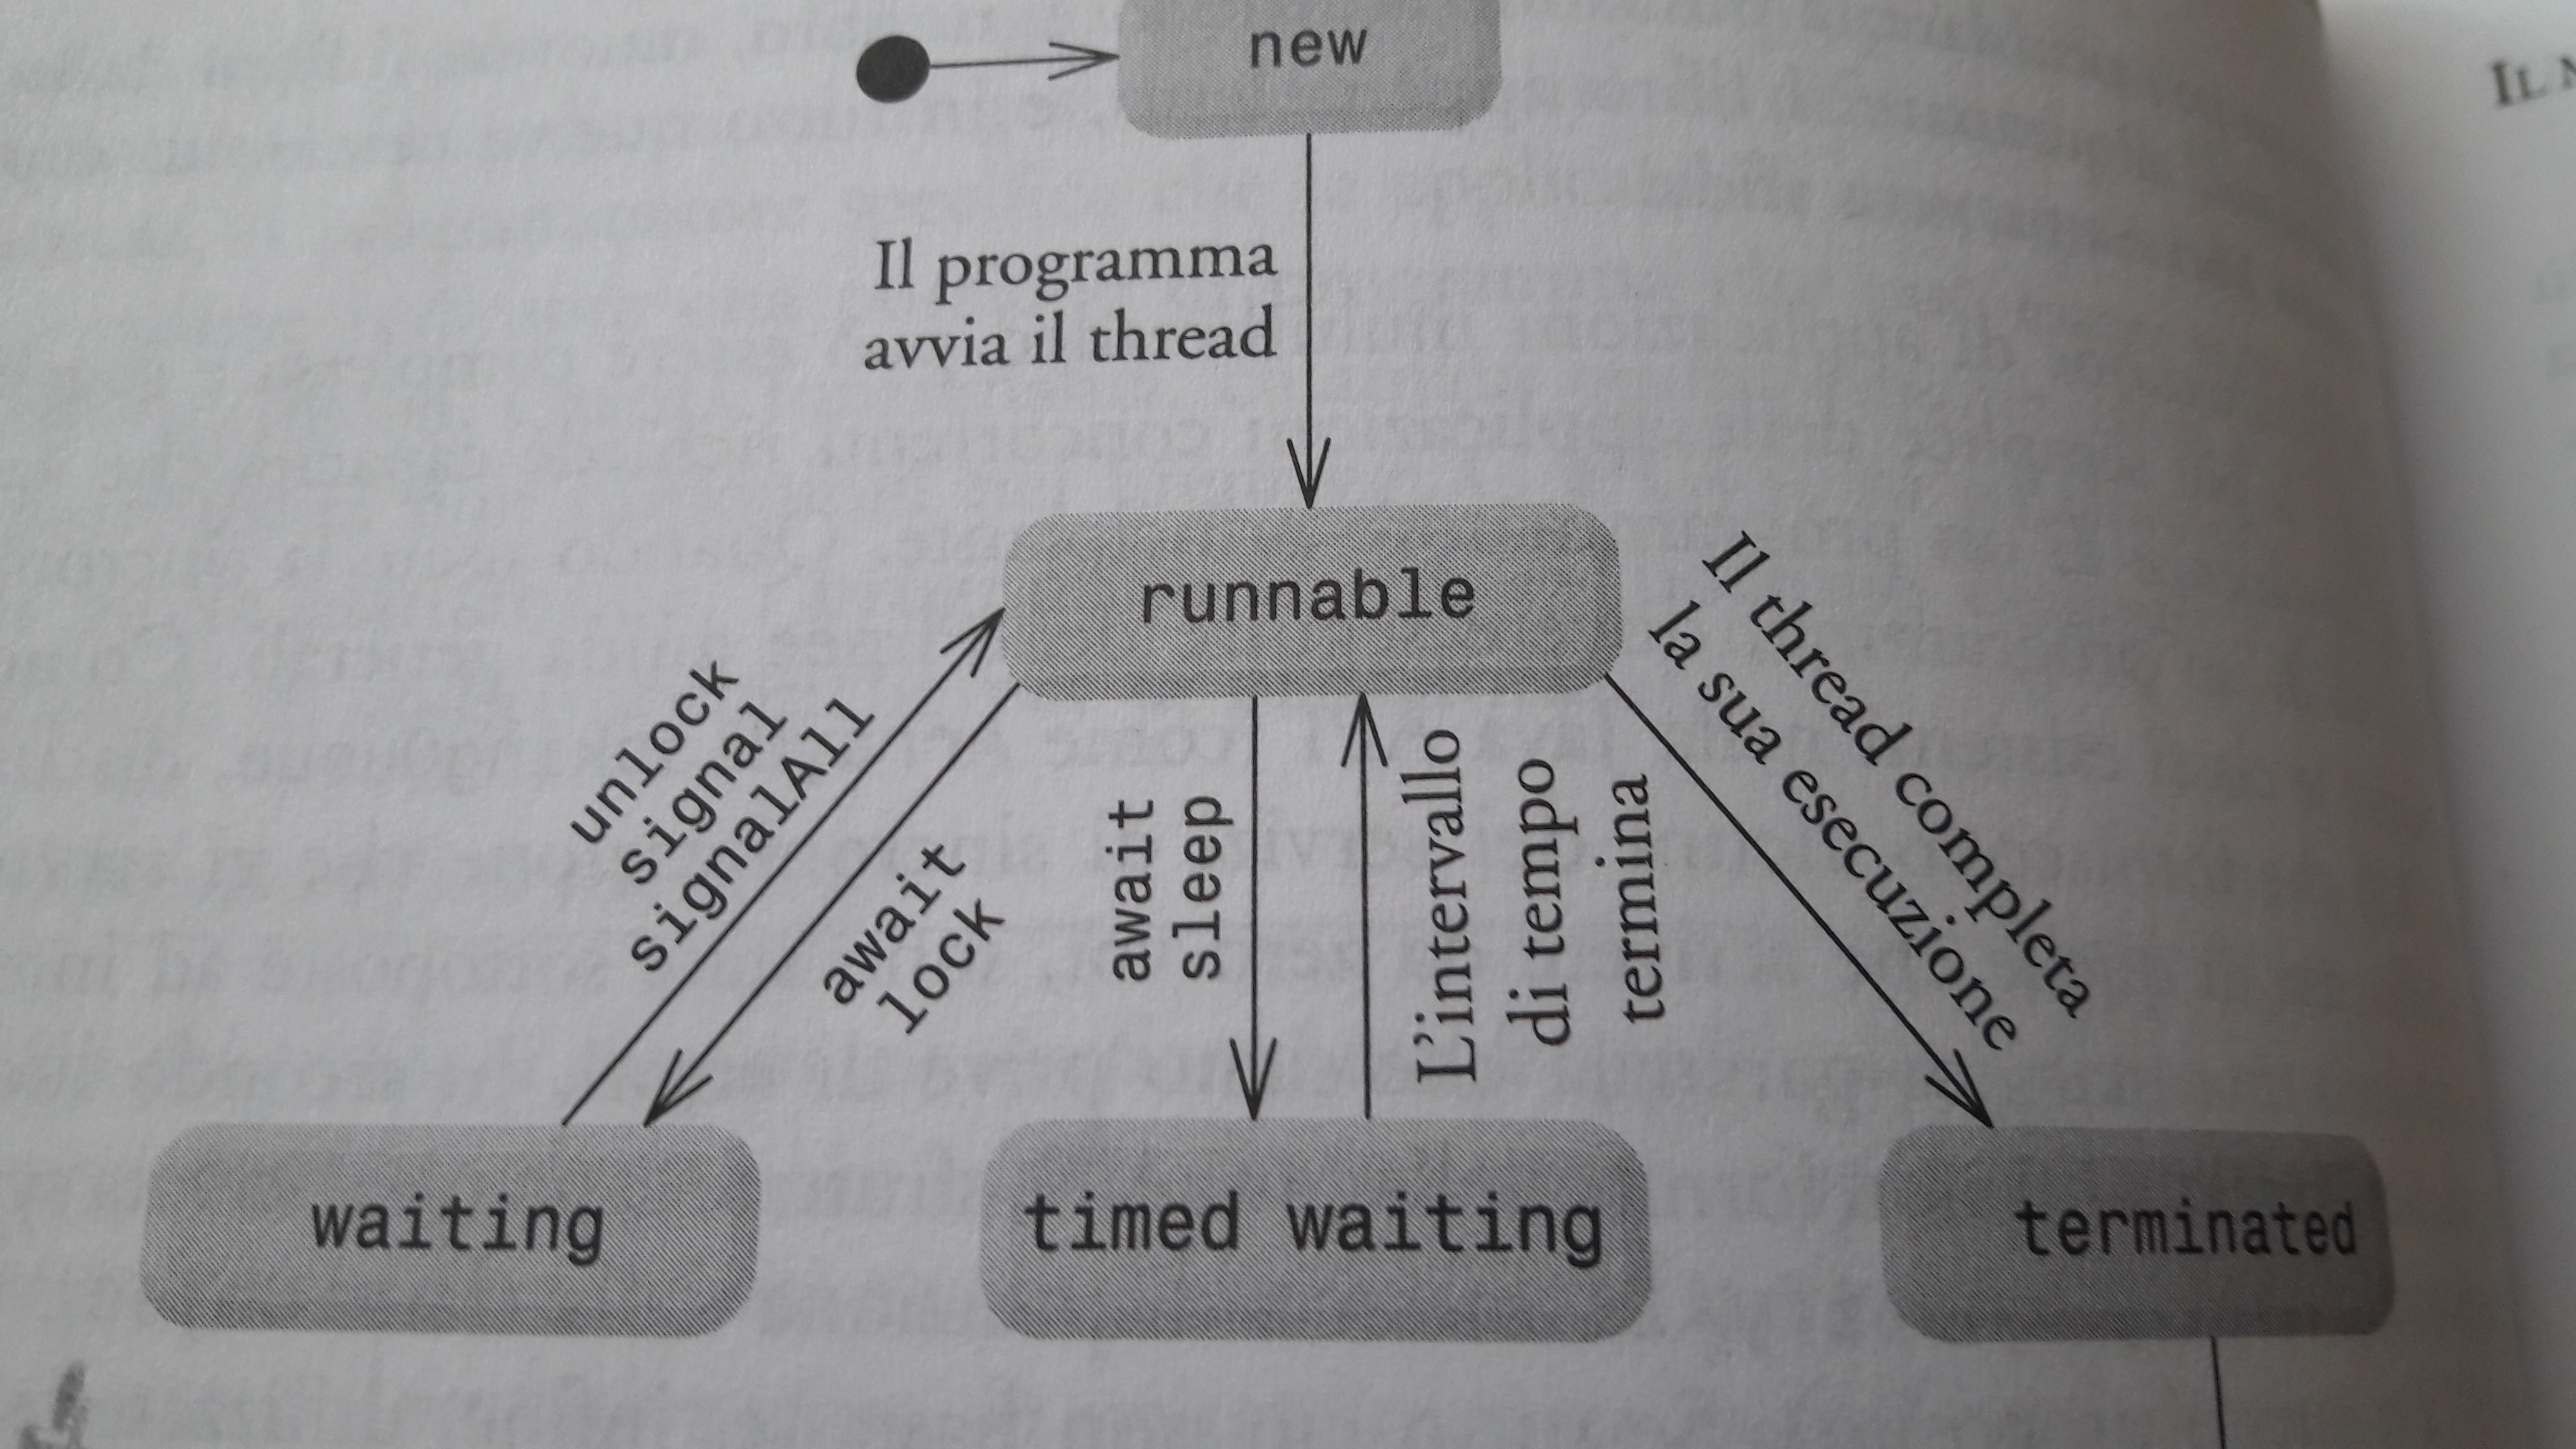 new
Il programma
avvia il thread
runnable
unlock
signal
signalAll
await
lock
await
sleep
L'intervallo
di tempo
termina
Il thread completa
la sua esecuzione
waiting
timed waiting
terminated
IL